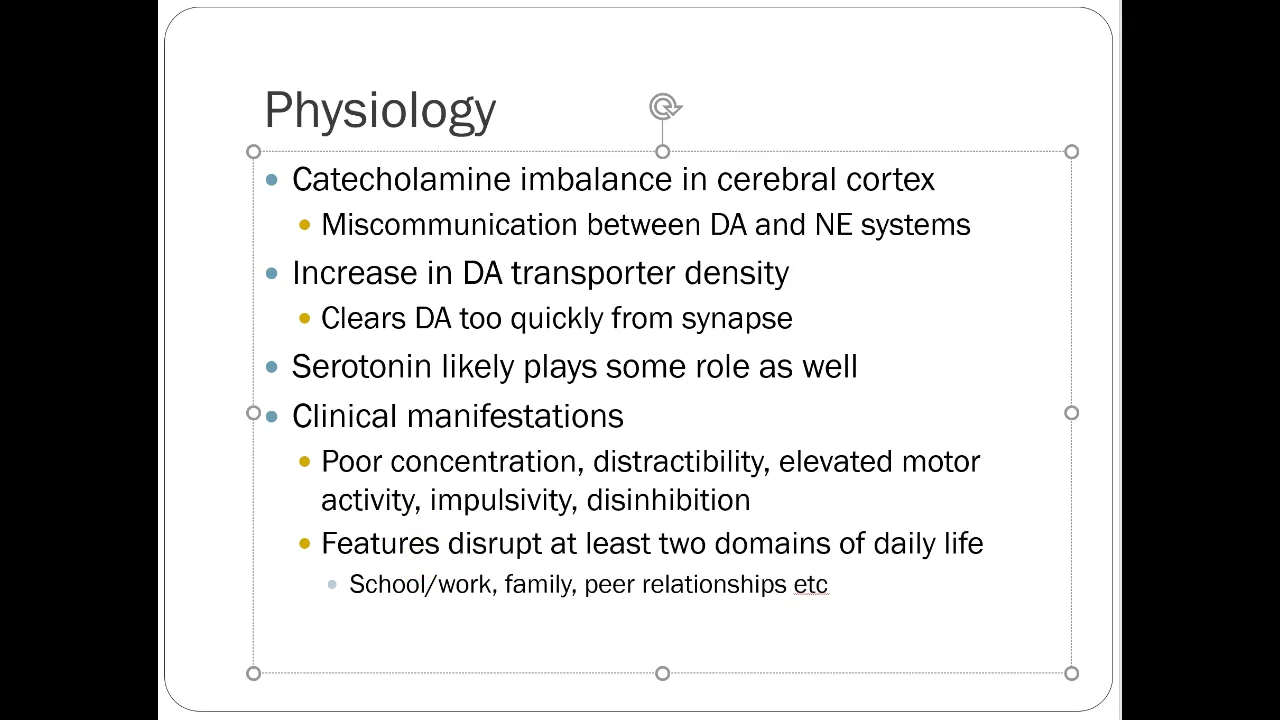 Physiology
Catecholamine imbalance in cerebral cortex
Miscommunication between DA and NE systems
Increase in DA transporter density
Clears DA too quickly from synapse
Serotonin likely plays some role as well
Clinical manifestations
Poor concentration, distractibility, elevated motor
activity, impulsivity, disinhibition
Features disrupt at least two domains of daily life
School/work, family, peer relationships etc